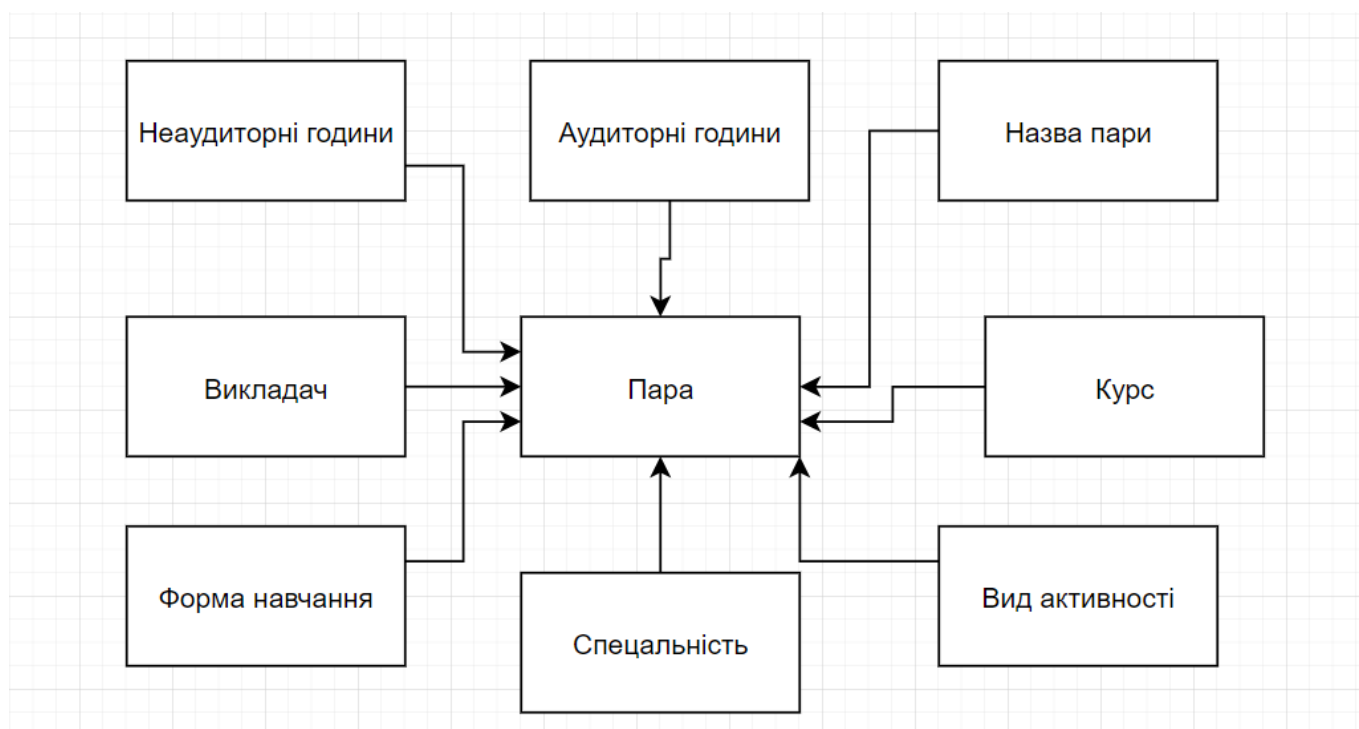 Неаудиторні години
Аудиторні години
Назва пари
Викладач
Пара
Курс
Форма навчання
Спецальність
Вид активності